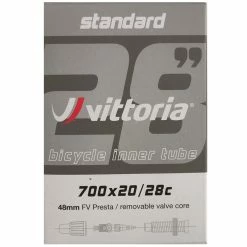 standard
28"
vittoria
bicycle inner tube
700x20/28c
48mm FV Presta / removable valve core